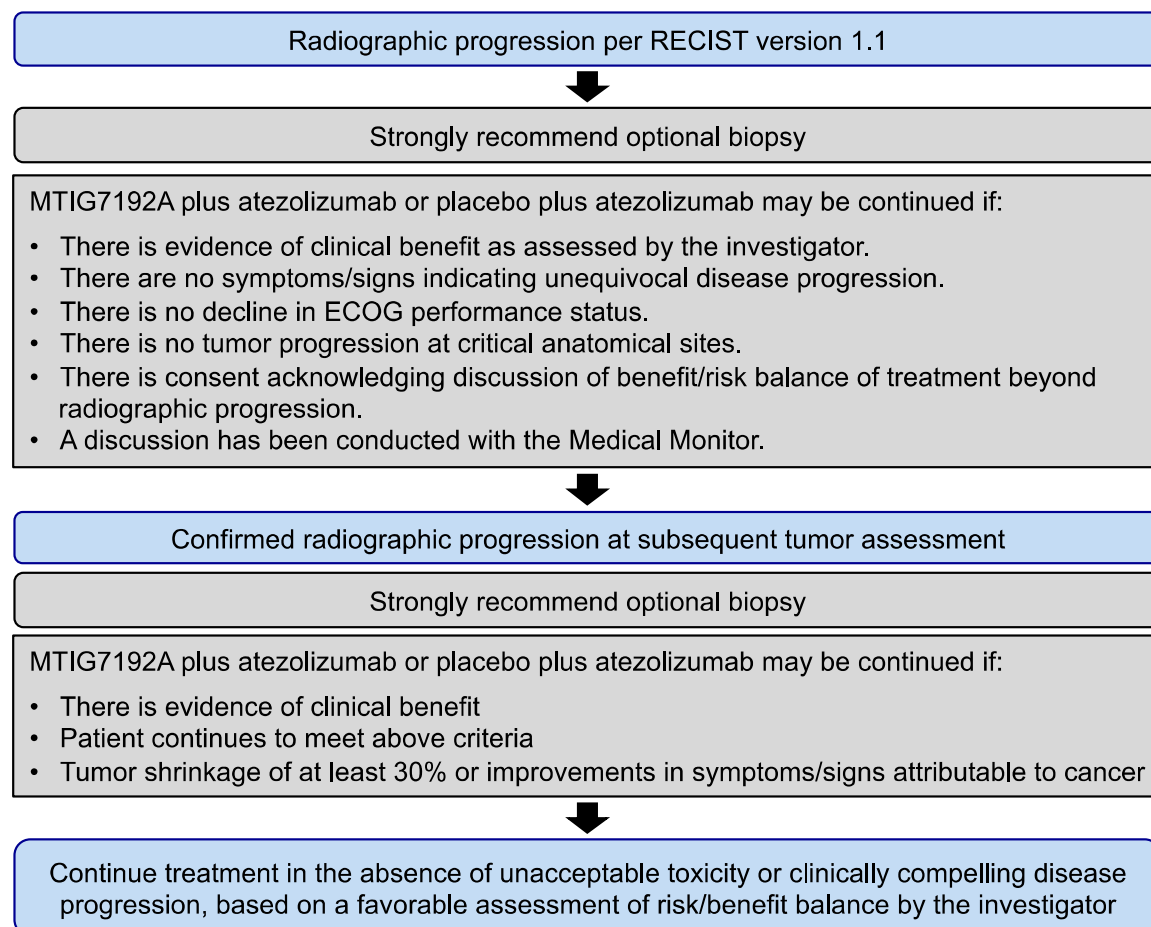 Radiographic progression per RECIST version 1.1
Strongly recommend optional biopsy
MTIG7192A plus atezolizumab or placebo plus atezolizumab may be continued if:
• There is evidence of clinical benefit as assessed by the investigator.
• There are no symptoms/signs indicating unequivocal disease progression.
• There is no decline in ECOG performance status.
• There is no tumor progression at critical anatomical sites.
• There is consent acknowledging discussion of benefit/risk balance of treatment beyond
radiographic progression.
• A discussion has been conducted with the Medical Monitor.
Confirmed radiographic progression at subsequent tumor assessment
Strongly recommend optional biopsy
MTIG7192A plus atezolizumab or placebo plus atezolizumab may be continued if:
• There is evidence of clinical benefit
• Patient continues to meet above criteria
• Tumor shrinkage of at least 30% or improvements in symptoms/signs attributable to cancer
Continue treatment in the absence of unacceptable toxicity or clinically compelling disease
progression, based on a favorable assessment of risk/benefit balance by the investigator